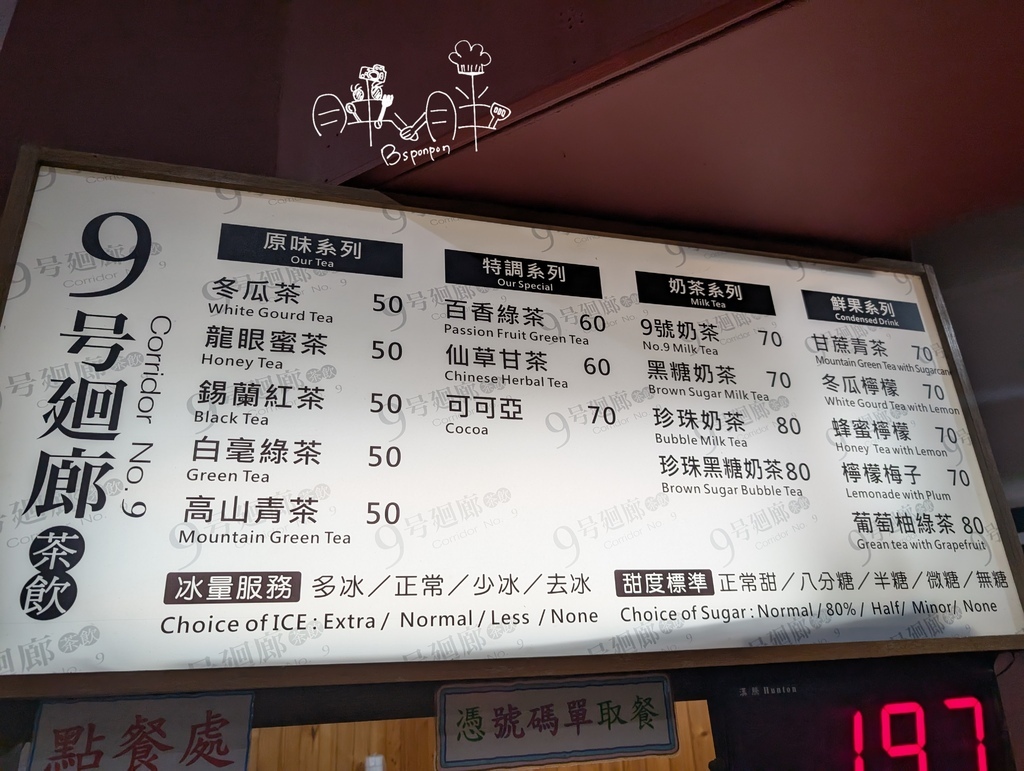 Bsponpon
9号廻廊茶飲
Corridor No.9
原味系列
Our Tea
冬瓜茶 50
White Gourd Tea
龍眼蜜茶 50
Honey Tea
錫蘭紅茶 50
Black Tea
白毫綠茶 50
Green Tea
高山青茶 50
Mountain Green Tea
特調系列
Our Special
百香綠茶 60
Passion Fruit Green Tea
仙草甘茶 60
Chinese Herbal Tea
可可亞 70
Cocoa
奶茶系列
Milk Tea
9號奶茶 70
No.9 Milk Tea
黑糖奶茶 70
Brown Sugar Milk Tea
珍珠奶茶 80
Bubble Milk Tea
珍珠黑糖奶茶 80
Brown Sugar Bubble Tea
鮮果系列
Condensed Drink
甘蔗青茶 70
Mountain Green Tea with Sugarcane
冬瓜檸檬 70
White Gourd Tea with Lemon
蜂蜜檸檬 70
Honey Tea with Lemon
檸檬梅子 70
Lemonade with Plum
葡萄柚綠茶 80
Grean tea with Grapefruit
冰量服務 多冰／正常／少冰／去冰
Choice of ICE : Extra / Normal / Less / None
甜度標準 正常甜／八分糖／半糖／微糖／無糖
Choice of Sugar : Normal / 80% / Half / Minor / None
點餐處
憑號碼單取餐
197